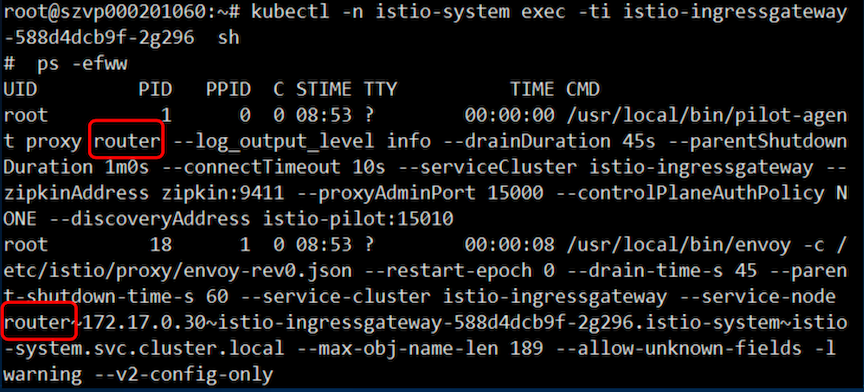 root@szvp000201060:~# kubectl -n istio-system exec -ti istio-ingressgateway
-588d4dcb9f-2g296  sh
#  ps -efww
UID        PID  PPID  C STIME TTY          TIME CMD
root         1     0  0 08:53 ?        00:00:00 /usr/local/bin/pilot-agen
t proxy router --log_output_level info --drainDuration 45s --parentShutdown
Duration 1m0s --connectTimeout 10s --serviceCluster istio-ingressgateway --
zipkinAddress zipkin:9411 --proxyAdminPort 15000 --controlPlaneAuthPolicy N
ONE --discoveryAddress istio-pilot:15010
root        18     1  0 08:53 ?        00:00:08 /usr/local/bin/envoy -c /
etc/istio/proxy/envoy-rev0.json --restart-epoch 0 --drain-time-s 45 --paren
t-shutdown-time-s 60 --service-cluster istio-ingressgateway --service-node
router~172.17.0.30~istio-ingressgateway-588d4dcb9f-2g296.istio-system~istio
-system.svc.cluster.local --max-obj-name-len 189 --allow-unknown-fields -l
warning --v2-config-only